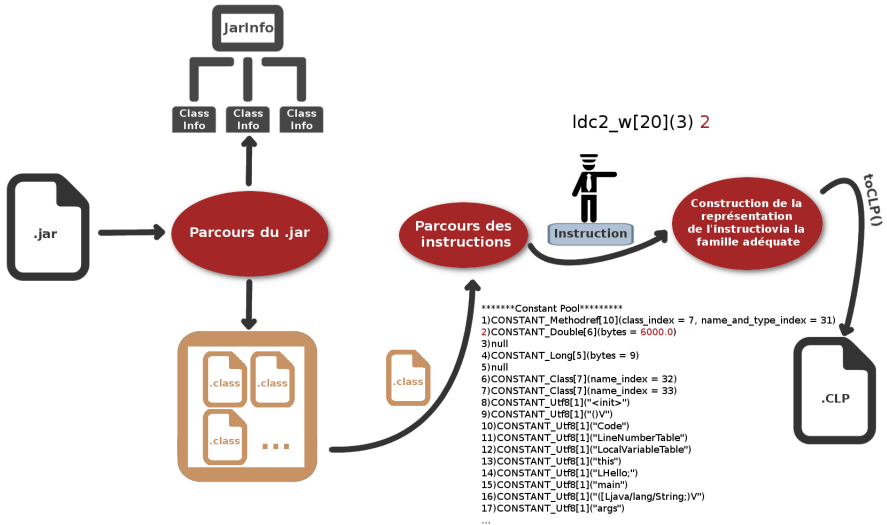 JarInfo
Class
Info
Class
Info
Class
Info
ldc2_w[20](3) 2
.jar
Parcours du .jar
Parcours des
instructions
Instruction
Construction de la
représentation
de l'instructiovia la
famille adéquate
toCLP()
.class
.class
.class
...
.class
*******Constant Pool*********
1)CONSTANT_Methodref[10](class_index = 7, name_and_type_index = 31)
2)CONSTANT_Double[6](bytes = 6000.0)
3)null
4)CONSTANT_Long[5](bytes = 9)
5)null
6)CONSTANT_Class[7](name_index = 32)
7)CONSTANT_Class[7](name_index = 33)
8)CONSTANT_Utf8[1]("<init>")
9)CONSTANT_Utf8[1]("()V")
10)CONSTANT_Utf8[1]("Code")
11)CONSTANT_Utf8[1]("LineNumberTable")
12)CONSTANT_Utf8[1]("LocalVariableTable")
13)CONSTANT_Utf8[1]("this")
14)CONSTANT_Utf8[1]("LHello;")
15)CONSTANT_Utf8[1]("main")
16)CONSTANT_Utf8[1]("([Ljava/lang/String;)V")
17)CONSTANT_Utf8[1]("args")
...
.CLP